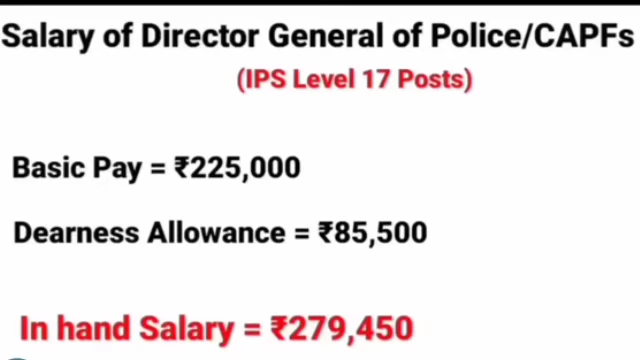 Salary of Director General of Police/CAPFs
(IPS Level 17 Posts)
Basic Pay = ₹225,000
Dearness Allowance = ₹85,500
In hand Salary = ₹279,450